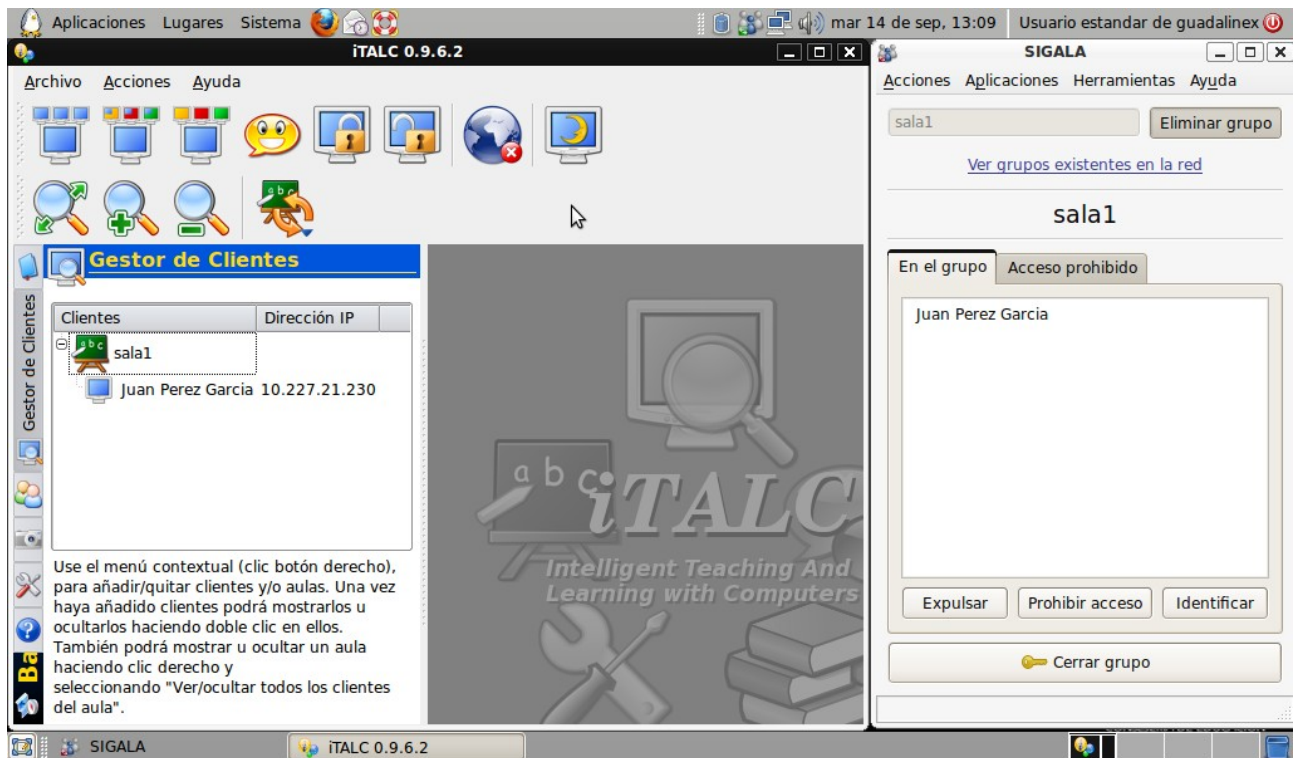 Aplicaciones Lugares Sistema
mar 14 de sep, 13:09 Usuario estandar de guadalinex
iTALC 0.9.6.2
Archivo Acciones Ayuda
Gestor de Clientes
Gestor de Clientes
Clientes Dirección IP
abc
sala1
Juan Perez Garcia 10.227.21.230
Use el menú contextual (clic botón derecho),
para añadir/quitar clientes y/o aulas. Una vez
haya añadido clientes podrá mostrarlos u
ocultarlos haciendo doble clic en ellos.
También podrá mostrar u ocultar un aula
haciendo clic derecho y
seleccionando "Ver/ocultar todos los clientes
del aula".
Ba
a b c
iTALC
Intelligent Teaching And
Learning with Computers
SIGALA
Acciones Aplicaciones Herramientas Ayuda
sala1 Eliminar grupo
Ver grupos existentes en la red
sala1
En el grupo Acceso prohibido
Juan Perez Garcia
Expulsar Prohibir acceso Identificar
Cerrar grupo
SIGALA iTALC 0.9.6.2